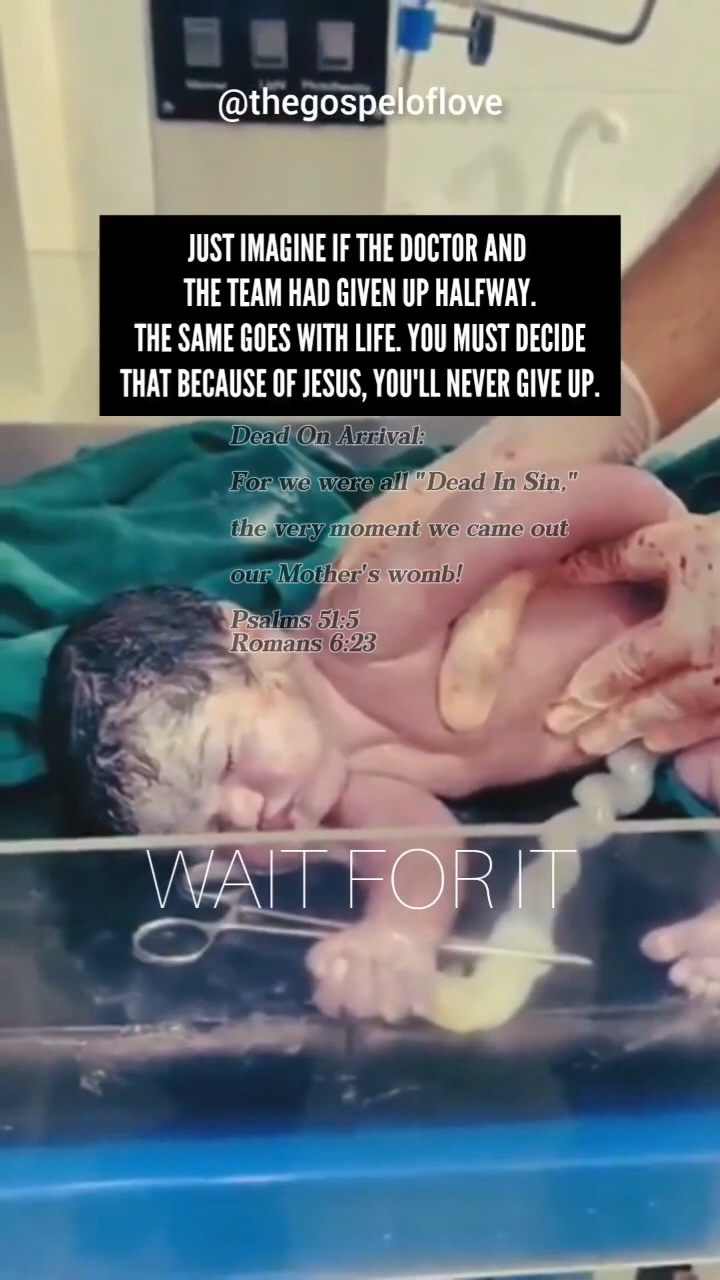 @thegospeloflove
JUST IMAGINE IF THE DOCTOR AND
THE TEAM HAD GIVEN UP HALFWAY.
THE SAME GOES WITH LIFE. YOU MUST DECIDE
THAT BECAUSE OF JESUS, YOU'LL NEVER GIVE UP.
Dead On Arrival:
For we were all "Dead In Sin,"
the very moment we came out
our Mother's womb!
Psalms 51:5
Romans 6:23
WAIT FOR IT